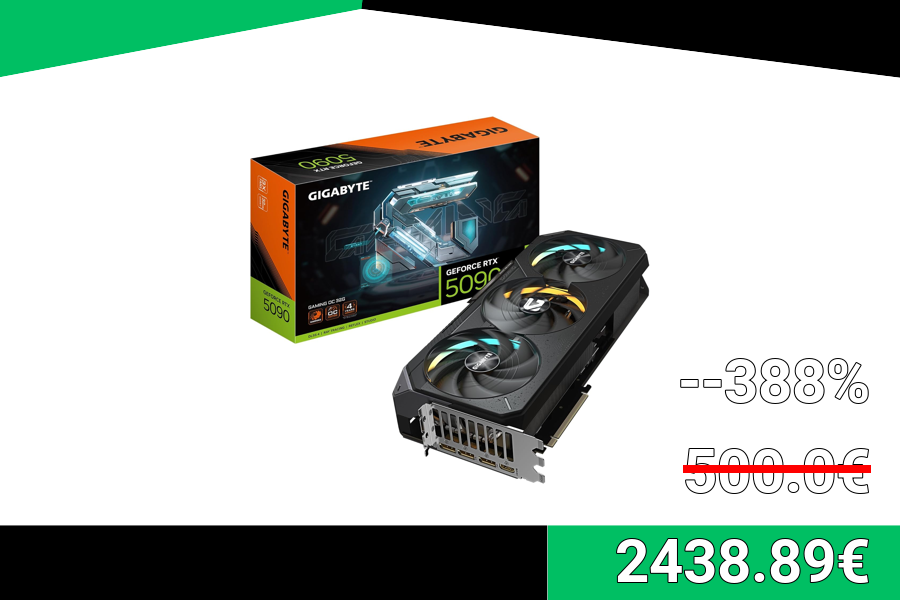 GIGABYTE
GEFORCE RTX
5090
GIGABYTE
GIGABYTE
GEFORCE RTX
5090
GAMING OC 32G
OC
GEFORCE RTX
5090
--388%
500.0€
2438.89€